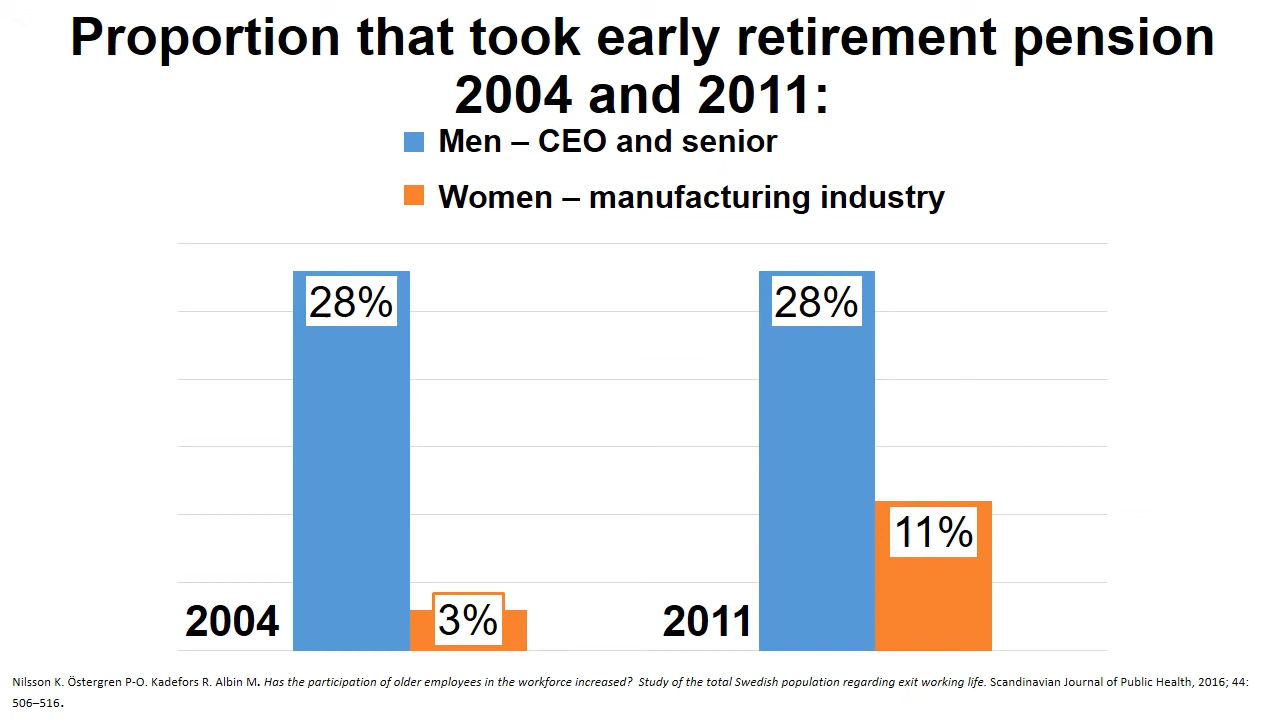 Proportion that took early retirement pension
2004 and 2011:
Men – CEO and senior
Women – manufacturing industry
28%
28%
11%
2004
3%
2011
Nilsson K. Östergren P-O. Kadefors R. Albin M. Has the participation of older employees in the workforce increased?  Study of the total Swedish population regarding exit working life. Scandinavian Journal of Public Health, 2016; 44:
506–516.